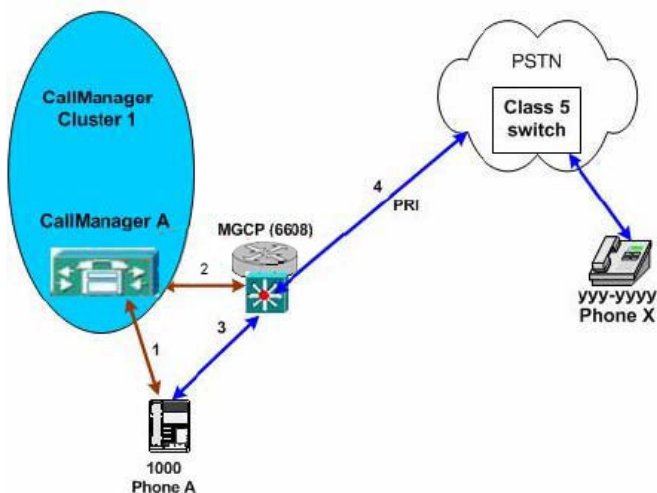 PSTN
Class 5
switch
CallManager
Cluster 1
4
PRI
CallManager A
MGCP (6608)
2
yyy-yyyy
Phone X
3
1
1000
Phone A